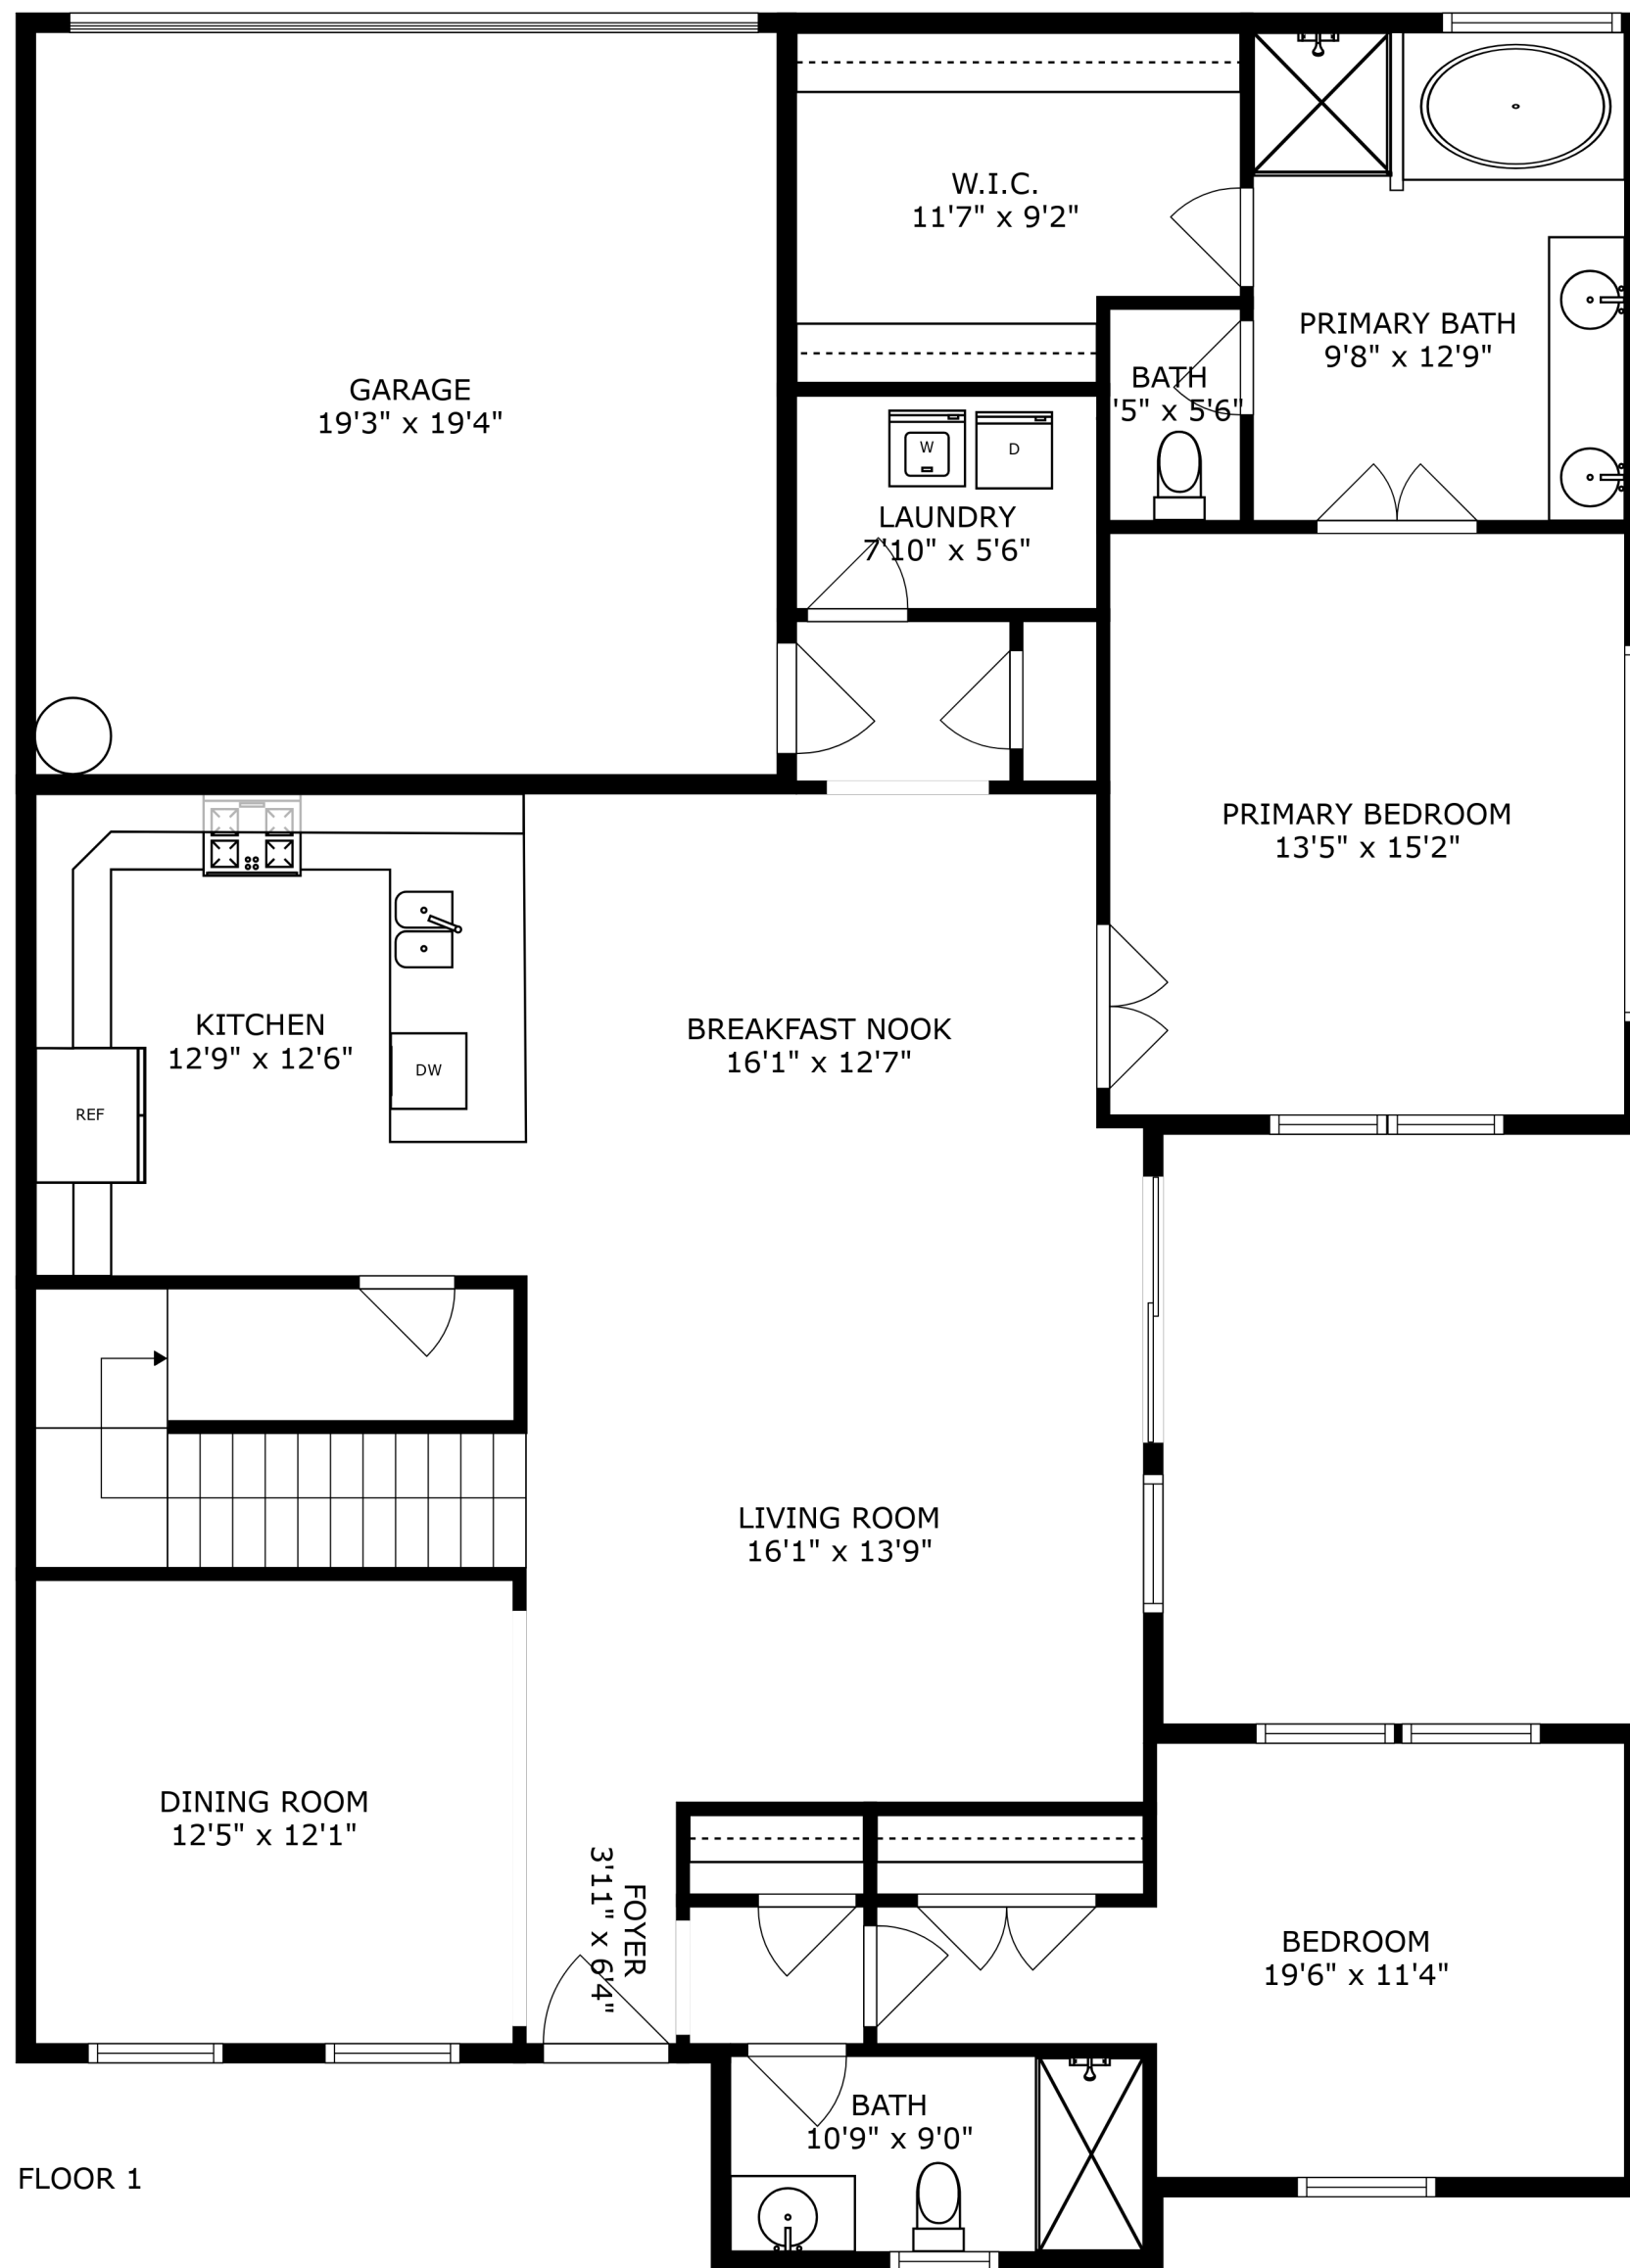 W.I.C.
11'7" x 9'2"
PRIMARY BATH
9'8" x 12'9"
GARAGE
19'3" x 19'4"
BATH
'5" x 5'6"
W
D
LAUNDRY
7'10" x 5'6"
PRIMARY BEDROOM
13'5" x 15'2"
KITCHEN
12'9" x 12'6"
BREAKFAST NOOK
16'1" x 12'7"
DW
REF
LIVING ROOM
16'1" x 13'9"
DINING ROOM
12'5" x 12'1"
FOYER
3'11" x 6'4"
BEDROOM
19'6" x 11'4"
BATH
10'9" x 9'0"
FLOOR 1